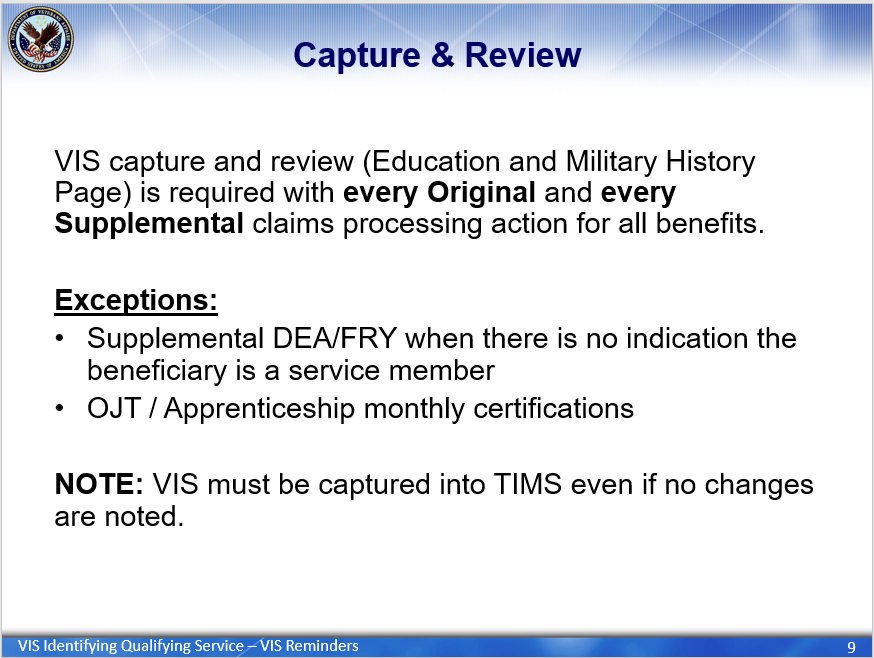 Capture & Review
VIS capture and review (Education and Military History
Page) is required with every Original and every
Supplemental claims processing action for all benefits.
Exceptions:
• Supplemental DEA/FRY when there is no indication the
beneficiary is a service member
• OJT / Apprenticeship monthly certifications
NOTE: VIS must be captured into TIMS even if no changes
are noted.
VIS Identifying Qualifying Service – VIS Reminders
9